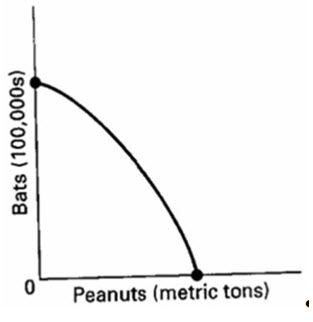 Bats (100,000s)
0
Peanuts (metric tons)